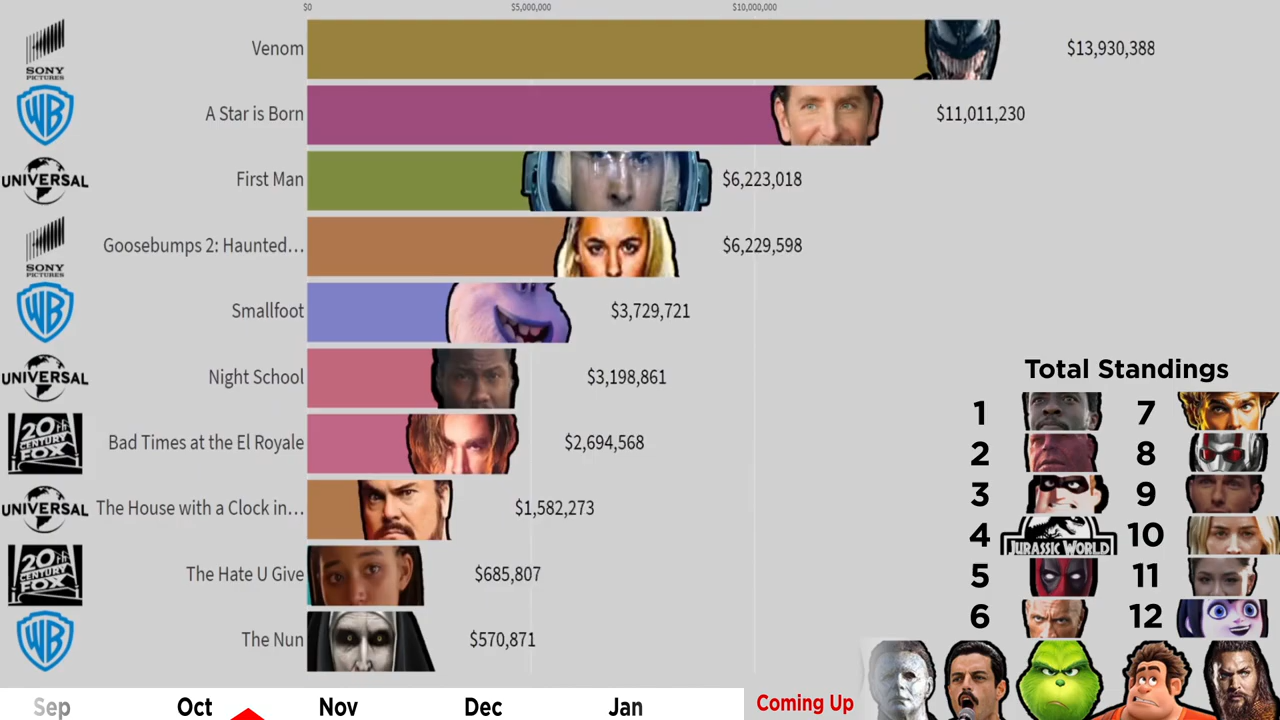 $0 $5,000,000 $10,000,000
SONY PICTURES Venom $13,930,388
WB A Star is Born $11,011,230
UNIVERSAL First Man $6,223,018
SONY PICTURES Goosebumps 2: Haunted… $6,229,598
WB Smallfoot $3,729,721
UNIVERSAL Night School $3,198,861
20th CENTURY FOX Bad Times at the El Royale $2,694,568
UNIVERSAL The House with a Clock in… $1,582,273
20th CENTURY FOX The Hate U Give $685,807
WB The Nun $570,871
Total Standings
1 7
2 8
3 9
4 JURASSIC WORLD 10
5 11
6 12
Sep Oct Nov Dec Jan Coming Up